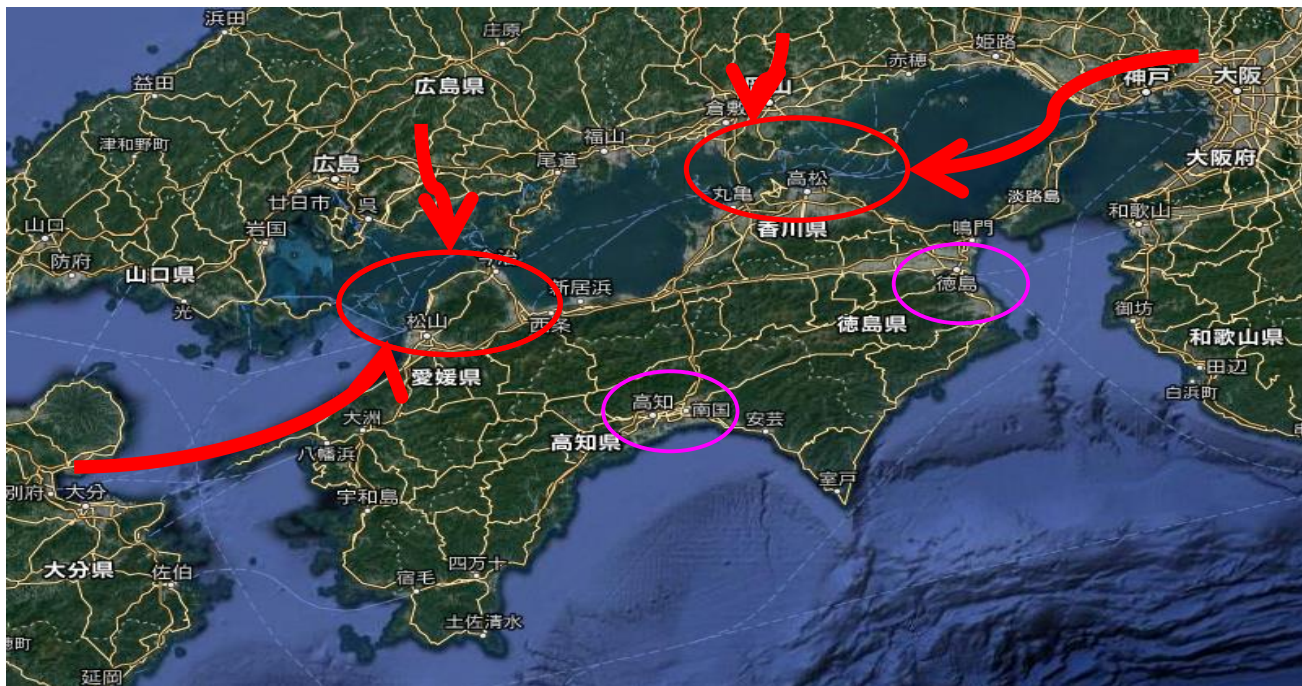 浜田
庄原
赤穂
姫路
益田
広島県
神戸
大阪
倉敷
山
津和野町
福山
尾道
大阪府
広島
廿日市
呉
丸亀
高松
淡路島
和歌山
山口
岩国
香川県
鳴門
防府
山口県
治
新居浜
徳島
光
松山
西条
徳島県
御坊
和歌山県
愛媛県
田辺
白浜町
大洲
高知
南国
安芸
高知県
八幡浜
別府
大分
宇和島
室戸
大分県
佐伯
四万十
宿毛
土佐清水
町
延岡